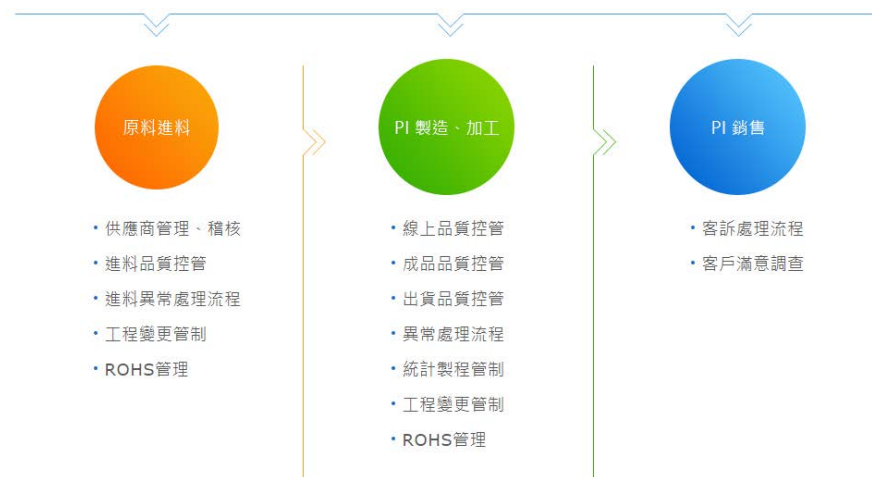 原料進料
• 供應商管理、稽核
• 進料品質控管
• 進料異常處理流程
• 工程變更管制
• ROHS管理
PI 製造、加工
• 線上品質控管
• 成品品質控管
• 出貨品質控管
• 異常處理流程
• 統計製程管制
• 工程變更管制
• ROHS管理
PI 銷售
• 客訴處理流程
• 客戶滿意調查